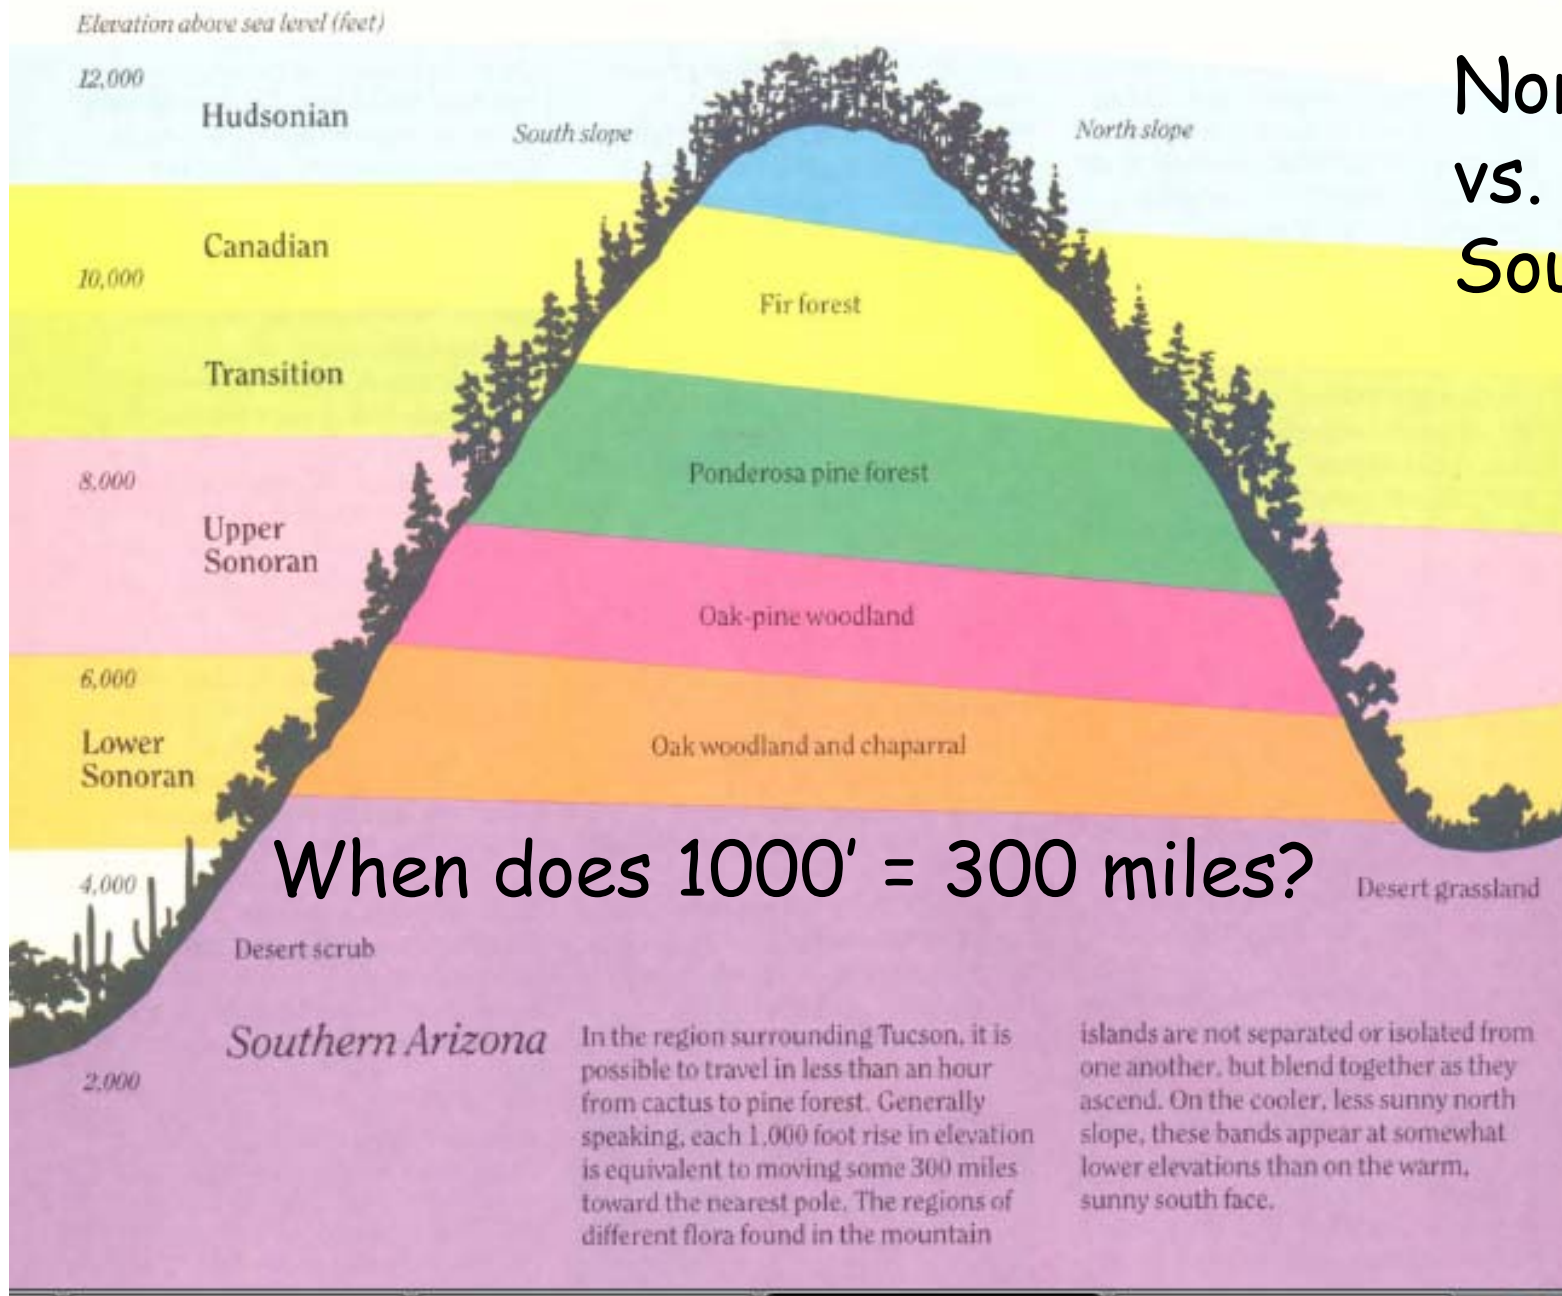 Elevation above sea level (feet)
12,000
Hudsonian
South slope
North slope
vs.
Canadian
10,000
Fir forest
Transition
Ponderosa pine forest
8,000
Upper
Sonoran
Oak-pine woodland
6,000
Lower
Sonoran
Oak woodland and chaparral
When does 1000' = 300 miles?
4,000
Desert grassland
Desert scrub
2,000
Southern Arizona
In the region surrounding Tucson, it is
possible to travel in less than an hour
from cactus to pine forest. Generally
speaking, each 1,000 foot rise in elevation
is equivalent to moving some 300 miles
toward the nearest pole. The regions of
different flora found in the mountain
islands are not separated or isolated from
one another, but blend together as they
ascend. On the cooler, less sunny north
slope, these bands appear at somewhat
lower elevations than on the warm,
sunny south face.